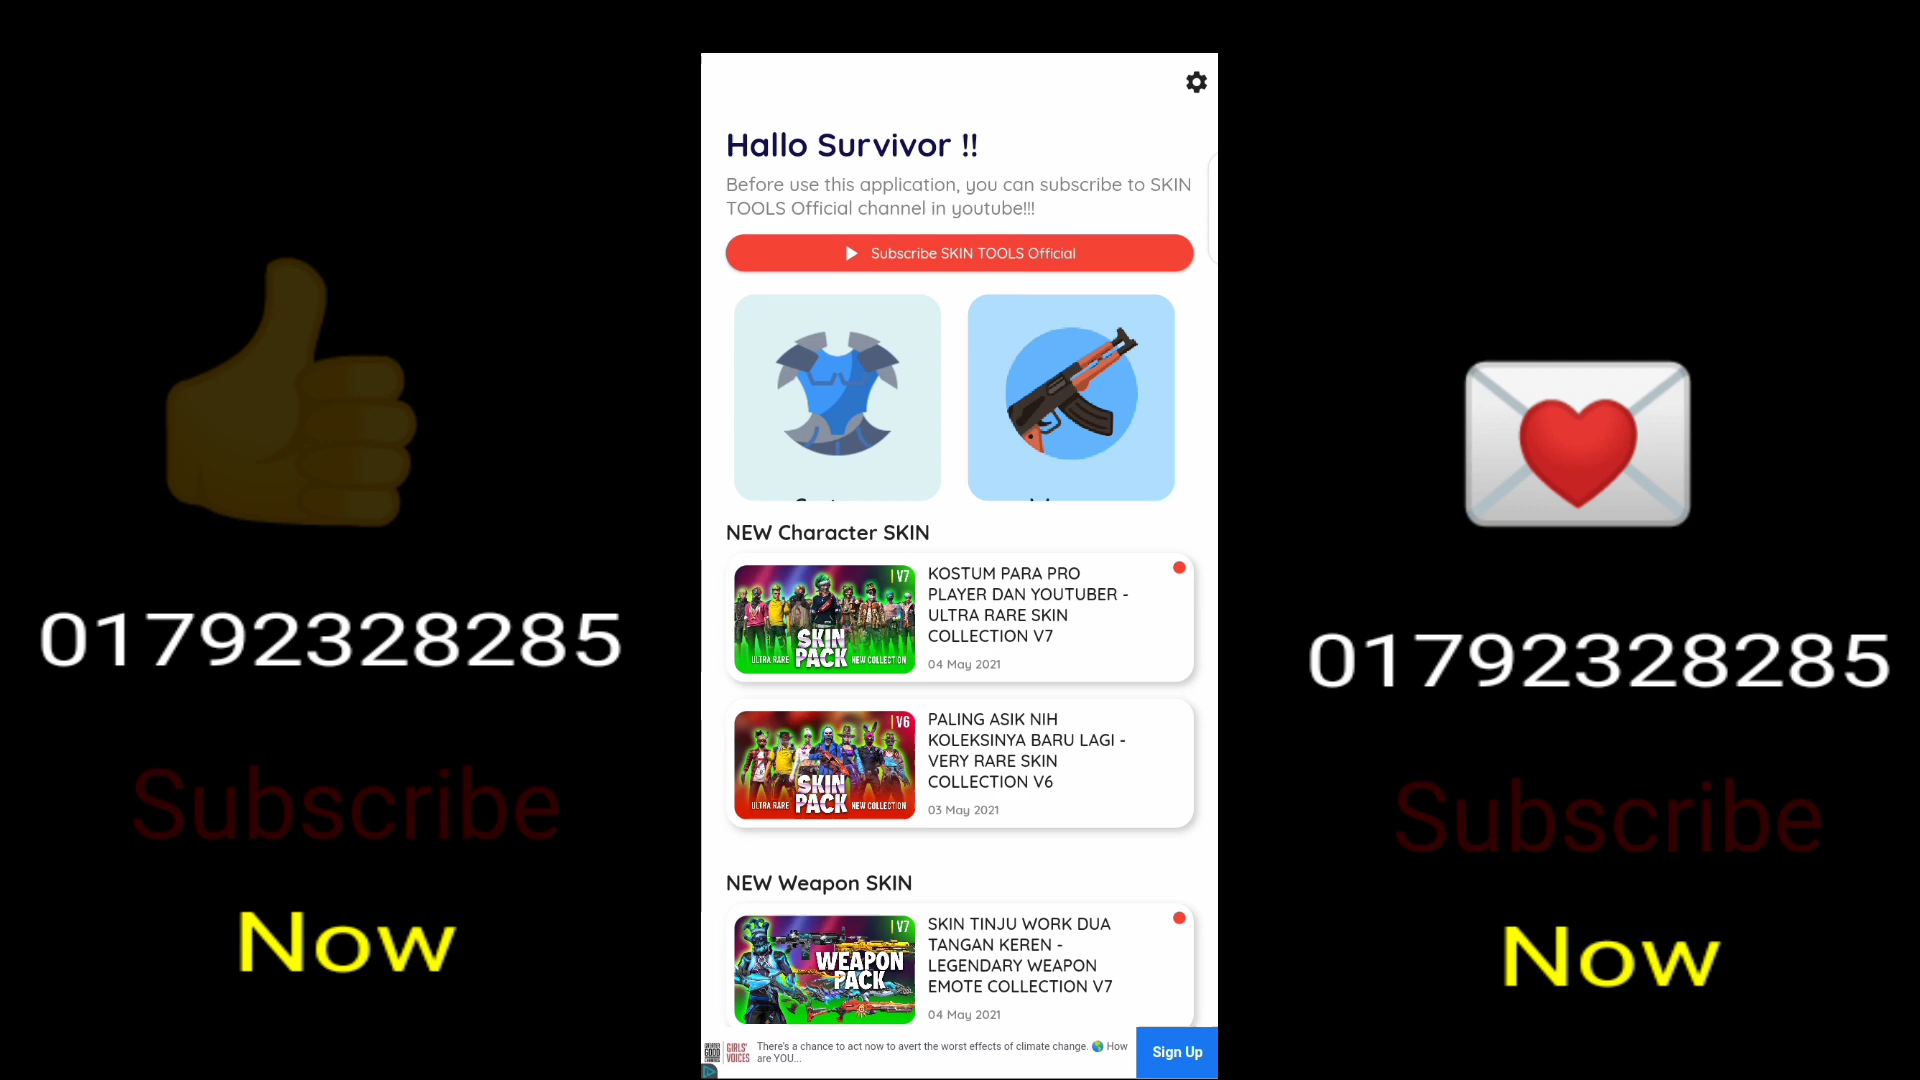 Hallo Survivor !!
Before use this application, you can subscribe to SKIN
TOOLS Official channel in youtube!!!
Subscribe SKIN TOOLS Official
NEW Character SKIN
V7
SKIN
PACK
ULTRA RARE
NEW COLLECTION
KOSTUM PARA PRO
PLAYER DAN YOUTUBER -
ULTRA RARE SKIN
COLLECTION V7
04 May 2021
V6
SKIN
PACK
ULTRA RARE
NEW COLLECTION
PALING ASIK NIH
KOLEKSINYA BARU LAGI -
VERY RARE SKIN
COLLECTION V6
03 May 2021
NEW Weapon SKIN
V7
WEAPON
PACK
SKIN TINJU WORK DUA
TANGAN KEREN -
LEGENDARY WEAPON
EMOTE COLLECTION V7
04 May 2021
GIRLS'
VOICES
There's a chance to act now to avert the worst effects of climate change. 🌎 How
are YOU...
Sign Up
01792328285
Subscribe
Now
01792328285
Subscribe
Now